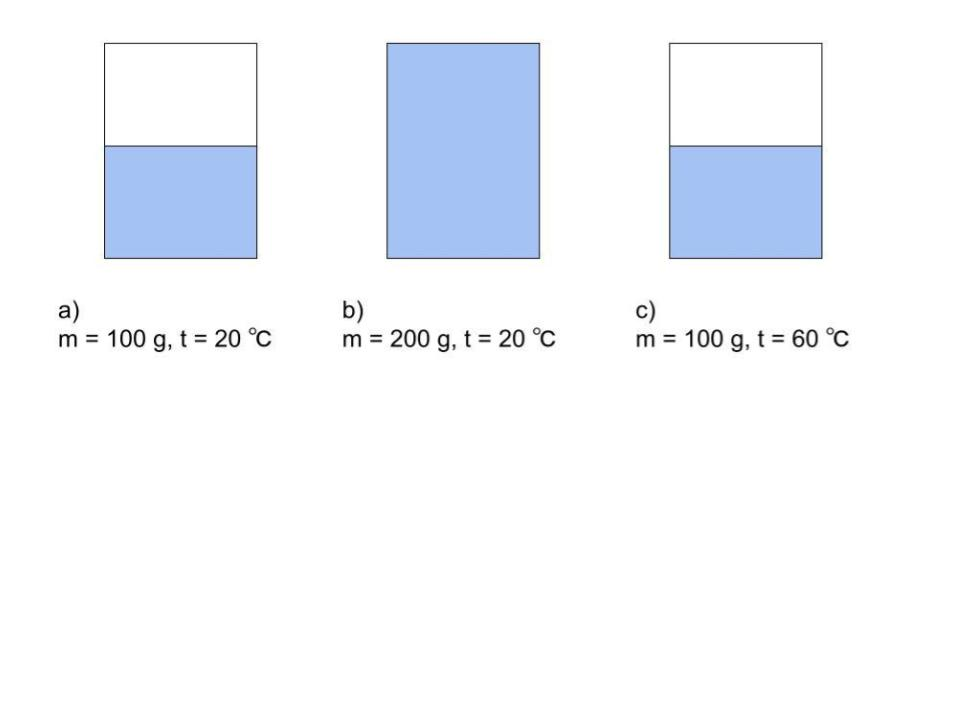 a)
m = 100 g, t = 20 ℃
b)
m = 200 g, t = 20 ℃
c)
m = 100 g, t = 60 ℃